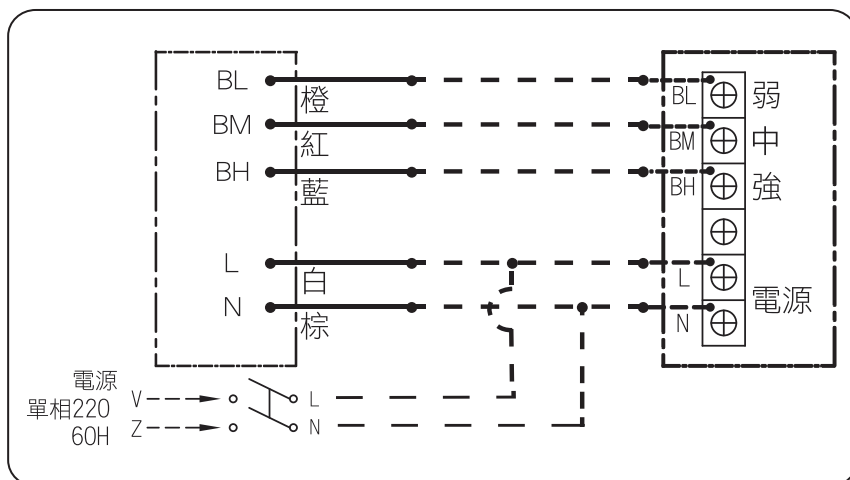 BL 橙 BL 弱
BM 紅 BM 中
BH 藍 BH 強
L 白 L
N 棕 N
電源
電源
單相220 V L
60H Z N